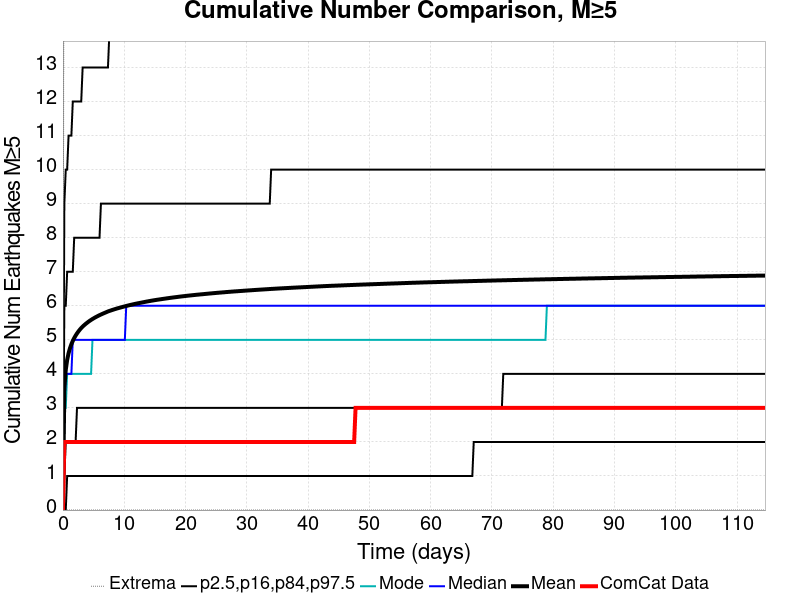 Cumulative Number Comparison, M≥5
Cumulative Num Earthquakes M≥5
13
12
11
10
9
8
7
6
5
4
3
2
1
0
0 10 20 30 40 50 60 70 80 90 100 110
Time (days)
Extrema p2.5,p16,p84,p97.5 Mode Median Mean ComCat Data